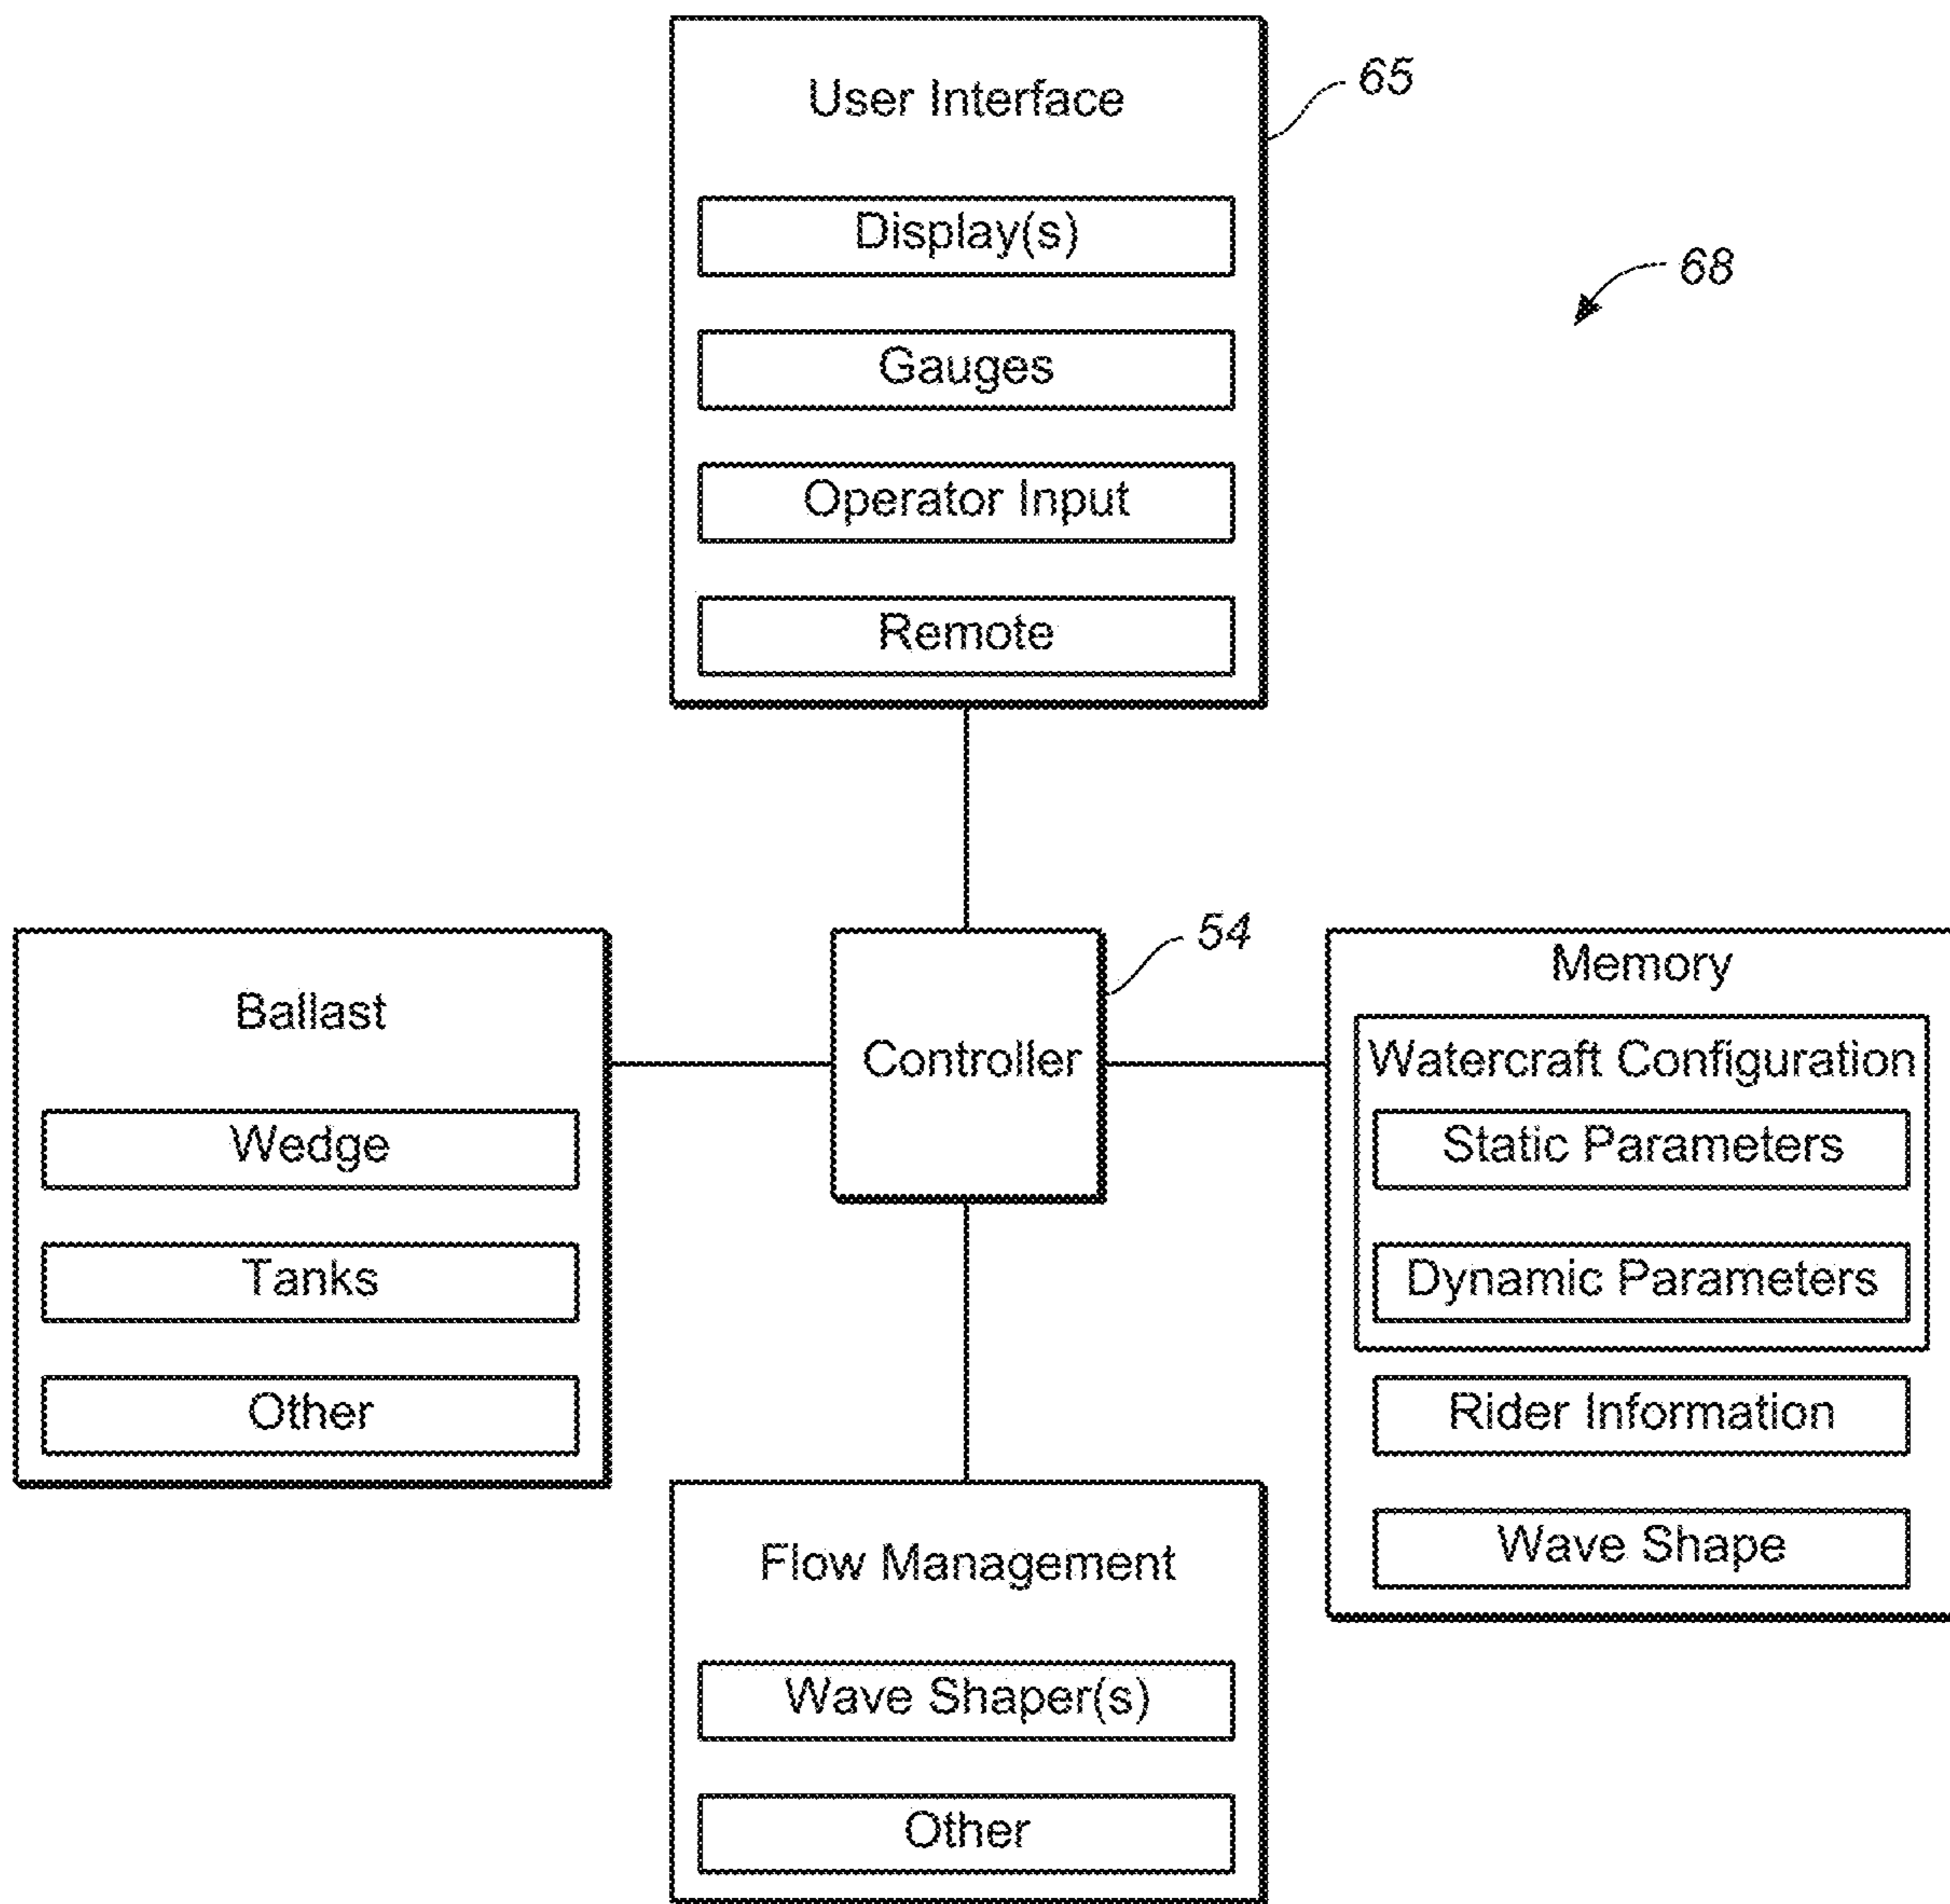 User Interface
65
Display(s)
68
Gauges
Operator Input
Remote
54
Ballast
Wedge
Tanks
Other
Controller
Memory
Watercraft Configuration
Static Parameters
Dynamic Parameters
Rider Information
Wave Shape
Flow Management
Wave Shaper(s)
Other